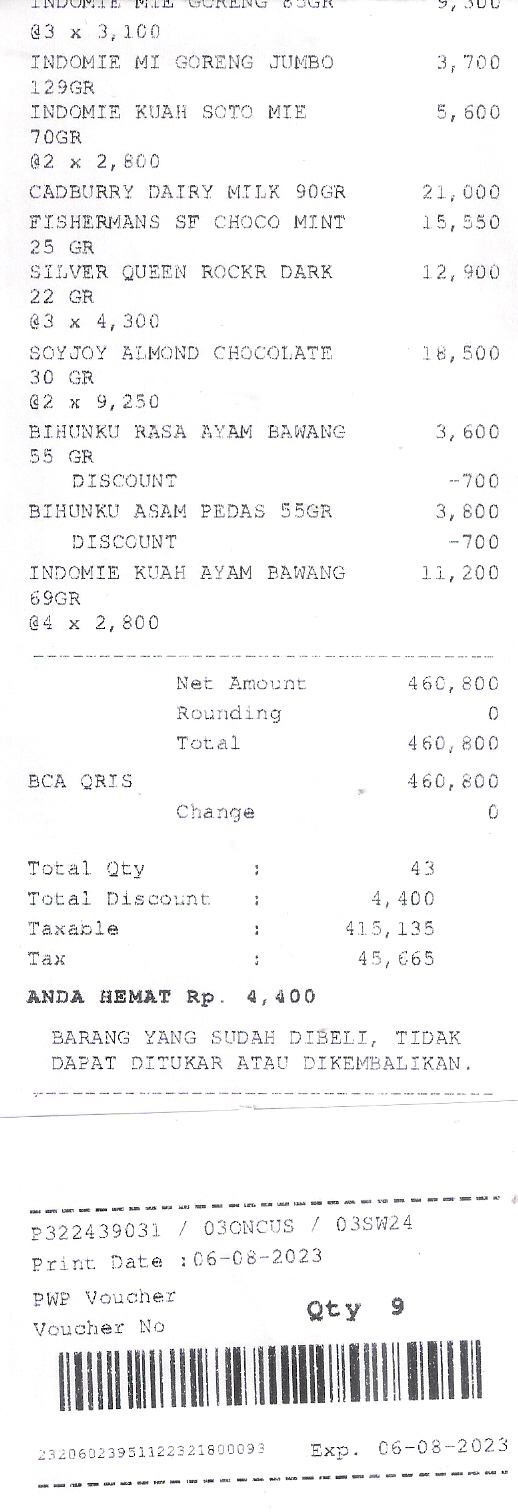 INDOMIE MIE GORENG 85GR 9,300
@3 x 3,100
INDOMIE MI GORENG JUMBO 3,700
129GR
INDOMIE KUAH SOTO MIE 5,600
70GR
@2 x 2,800
CADBURRY DAIRY MILK 90GR 21,000
FISHERMANS SF CHOCO MINT 15,550
25 GR
SILVER QUEEN ROCKR DARK 12,900
22 GR
@3 x 4,300
SOYJOY ALMOND CHOCOLATE 18,500
30 GR
@2 x 9,250
BIHUNKU RASA AYAM BAWANG 3,600
55 GR
DISCOUNT -700
BIHUNKU ASAM PEDAS 55GR 3,800
DISCOUNT -700
INDOMIE KUAH AYAM BAWANG 11,200
69GR
@4 x 2,800
Net Amount 460,800
Rounding 0
Total 460,800
BCA QRIS 460,800
Change 0
Total Qty : 43
Total Discount : 4,400
Taxable : 415,135
Tax : 45,665
ANDA HEMAT Rp. 4,400
BARANG YANG SUDAH DIBELI, TIDAK
DAPAT DITUKAR ATAU DIKEMBALIKAN.
P322439031 / 03ONCUS / 03SW24
Print Date :06-08-2023
PWP Voucher
Qty 9
Voucher No
23206023951122321800093 Exp. 06-08-2023